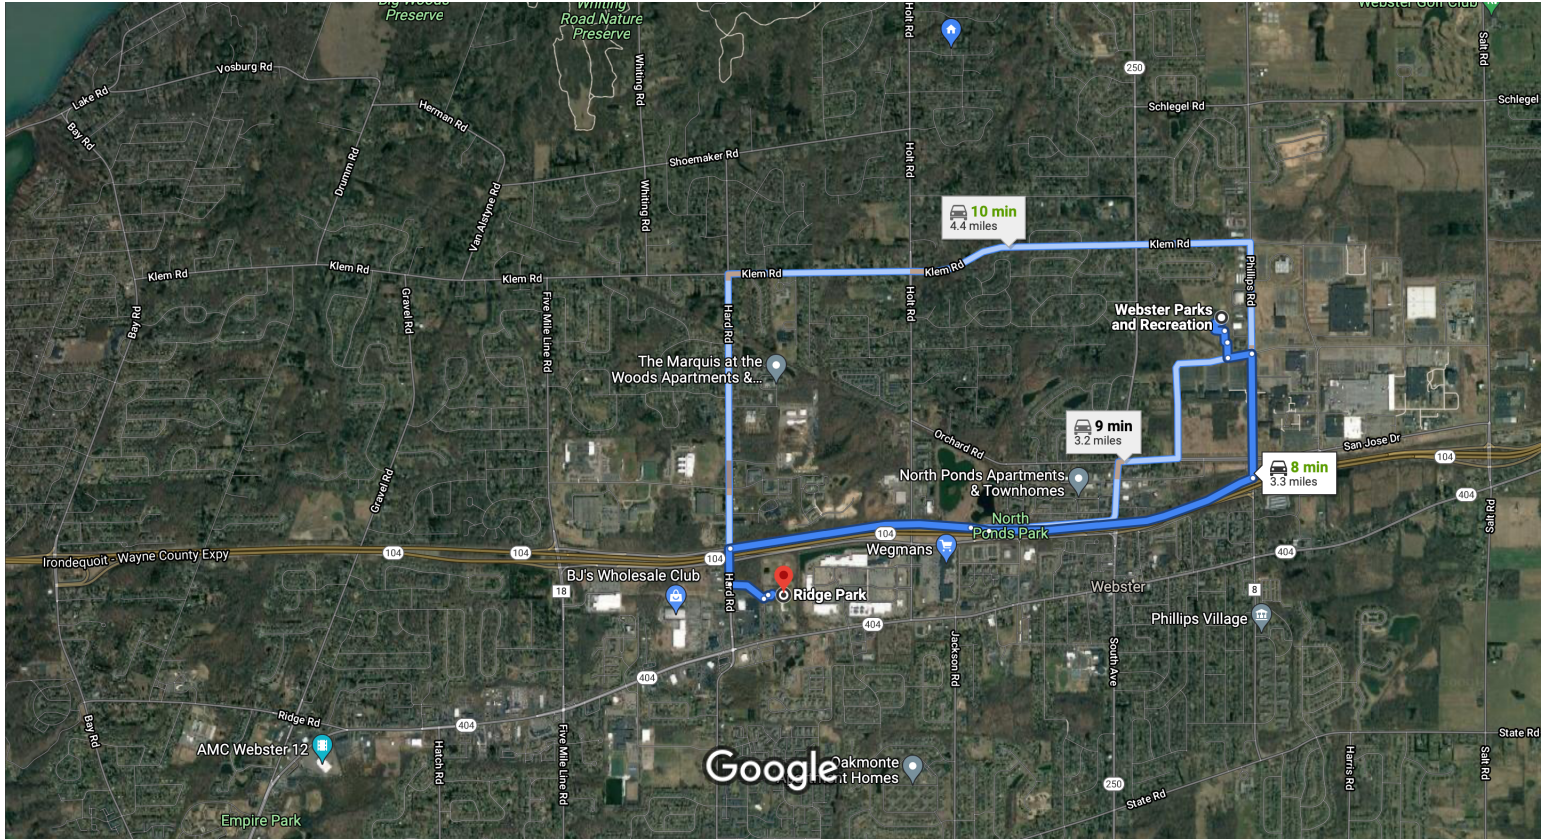 Big Woods
Preserve
Whiting
Road Nature
Preserve
Holt Rd
Webster Golf Club
Salt Rd
Vosburg Rd
Whiting Rd
250
Lake Rd
Herman Rd
Schlegel Rd
Schlegel
Bay Rd
Drumm Rd
Shoemaker Rd
Holt Rd
Van Alstyne Rd
Whiting Rd
10 min
4.4 miles
Klem Rd
Klem Rd
Klem Rd
Klem Rd
Klem Rd
Klem Rd
Phillips Rd
Bay Rd
Gravel Rd
Five Mile Line Rd
Hard Rd
Holt Rd
Webster Parks
and Recreation
The Marquis at the
Woods Apartments &...
9 min
3.2 miles
Orchard Rd
San Jose Dr
104
8 min
3.3 miles
North Ponds Apartments
& Townhomes
Gravel Rd
404
Salt Rd
North
Ponds Park
104
Wegmans
Irondequoit - Wayne County Expy
104
104
104
404
BJ's Wholesale Club
18
Hard Rd
Ridge Park
Webster
8
Phillips Village
404
Jackson Rd
South Ave
404
Bay Rd
Ridge Rd
404
AMC Webster 12
Hatch Rd
Five Mile Line Rd
Google
Oakmonte
State Rd
Harris Rd
Salt Rd
250
State Rd
Empire Park